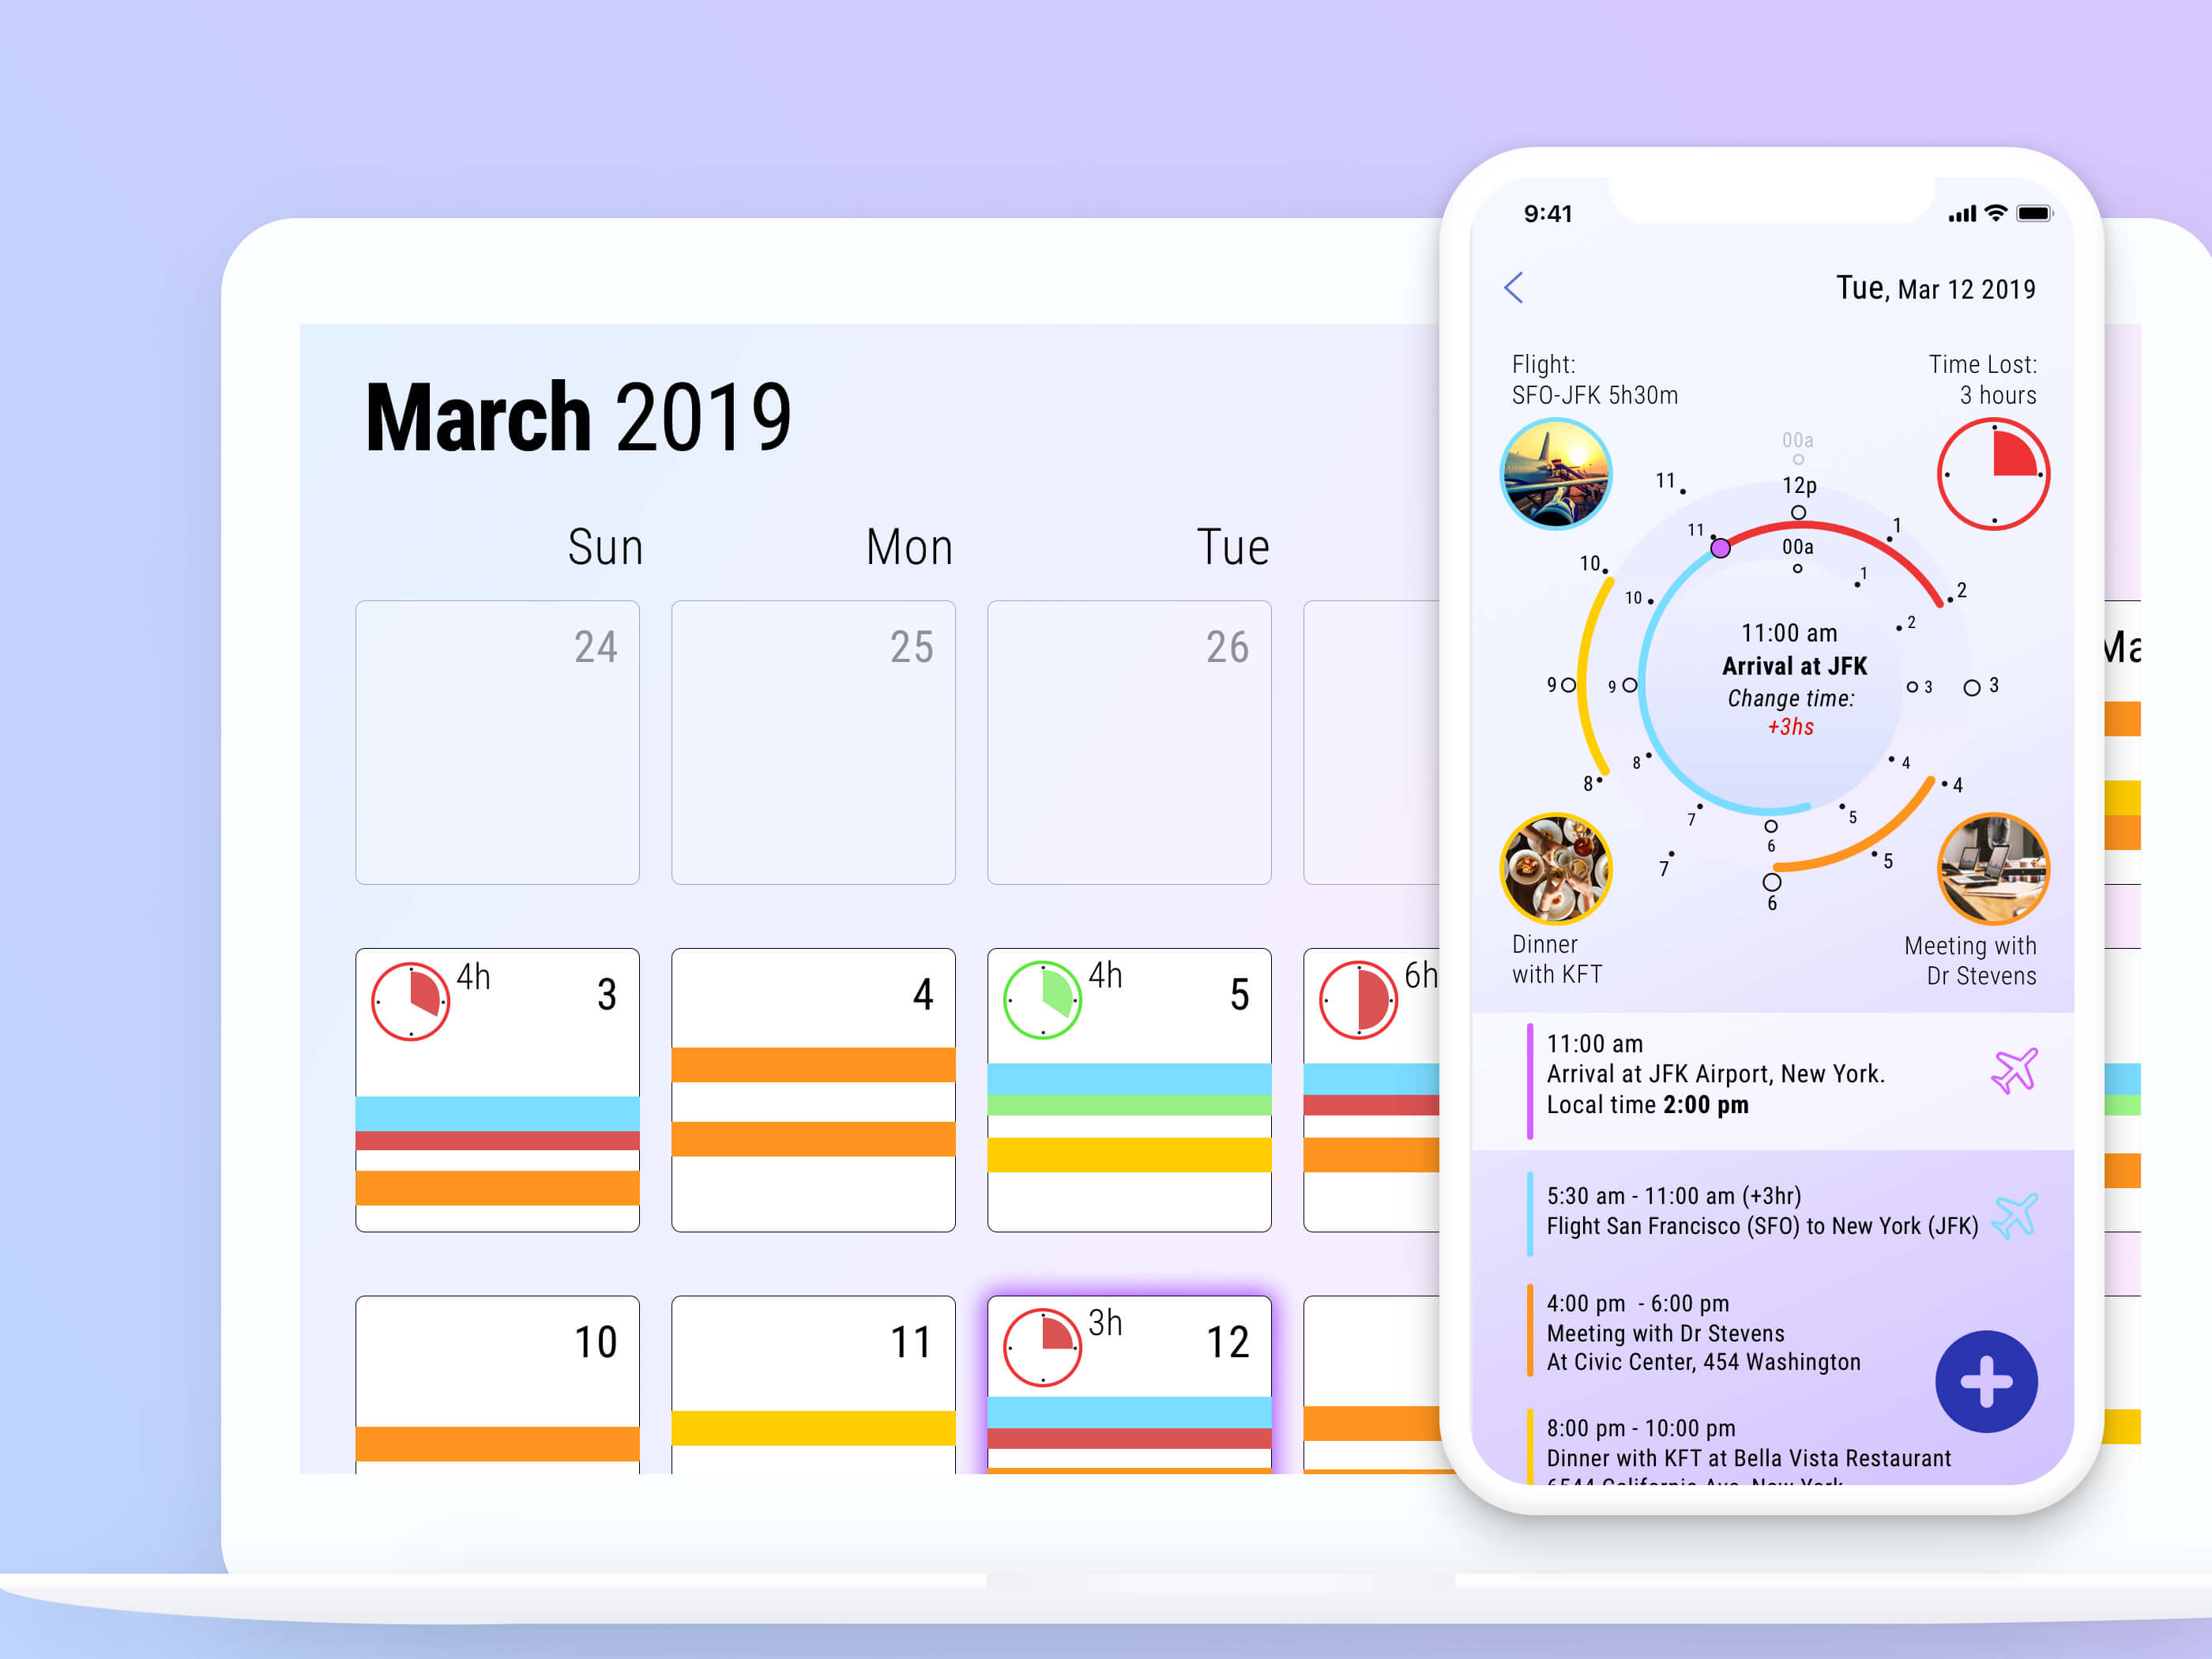 March 2019
Sun Mon Tue
24 25 26
4h 3
4
4h 5
6h
10
11
3h 12
9:41
Tue, Mar 12 2019
Flight:
SFO-JFK 5h30m
Time Lost:
3 hours
00a
12p
11
1
2
3
4
5
6
7
8
9
10
00a
11
1
2
3
4
5
6
7
8
9
10
11:00 am
Arrival at JFK
Change time:
+3hs
Dinner
with KFT
Meeting with
Dr Stevens
11:00 am
Arrival at JFK Airport, New York.
Local time 2:00 pm
5:30 am - 11:00 am (+3hr)
Flight San Francisco (SFO) to New York (JFK)
4:00 pm - 6:00 pm
Meeting with Dr Stevens
At Civic Center, 454 Washington
8:00 pm - 10:00 pm
Dinner with KFT at Bella Vista Restaurant
6544 California Ave, New York